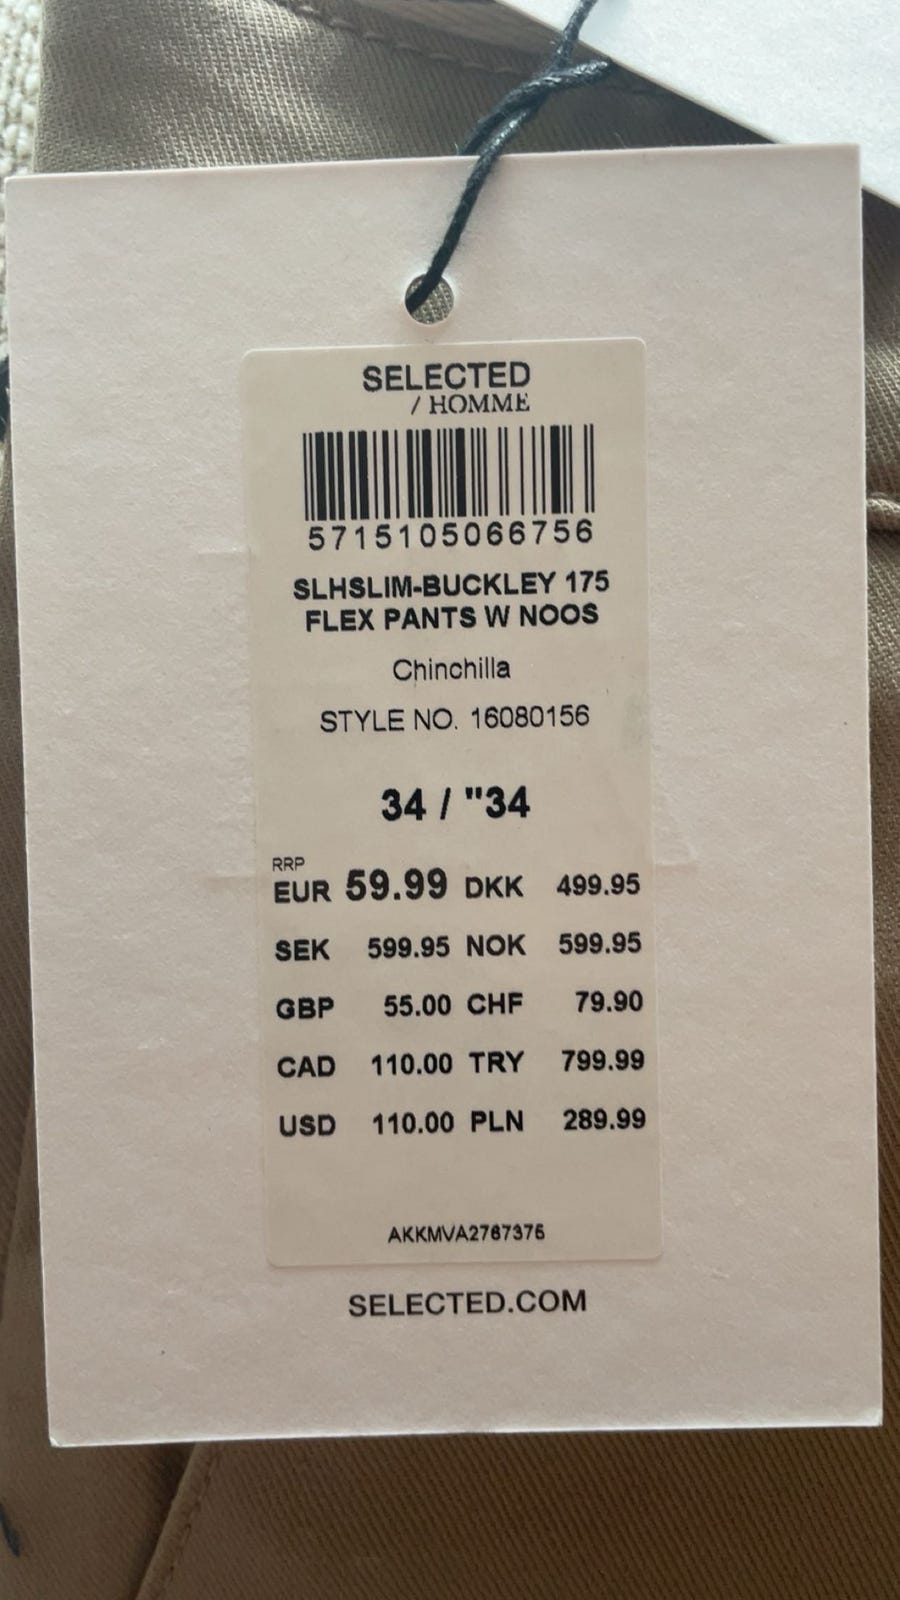 SELECTED
/ HOMME
5715105066756
SLHSLIM-BUCKLEY 175
FLEX PANTS W NOOS
Chinchilla
STYLE NO. 16080156
34 / "34
RRP
EUR 59.99 DKK 499.95
SEK 599.95 NOK 599.95
GBP 55.00 CHF 79.90
CAD 110.00 TRY 799.99
USD 110.00 PLN 289.99
AKKMVA2767375
SELECTED.COM